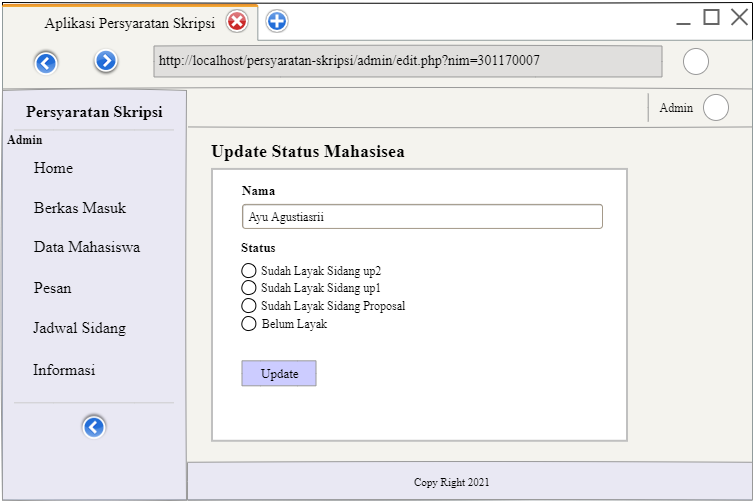 Aplikasi Persyaratan Skripsi
http://localhost/persyaratan-skripsi/admin/edit.php?nim=301170007
Persyaratan Skripsi
Admin
Admin
Home
Berkas Masuk
Data Mahasiswa
Pesan
Jadwal Sidang
Informasi
Update Status Mahasisea
Nama
Ayu Agustiasrii
Status
Sudah Layak Sidang up2
Sudah Layak Sidang up1
Sudah Layak Sidang Proposal
Belum Layak
Update
Copy Right 2021